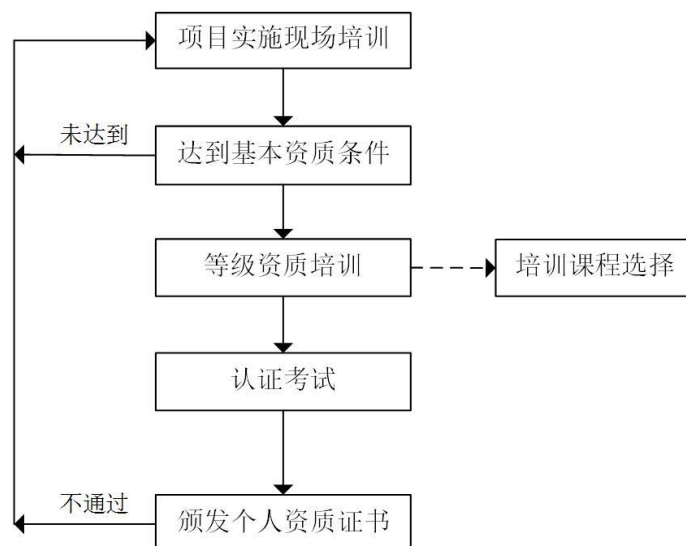 项目实施现场培训
未达到
达到基本资质条件
等级资质培训
培训课程选择
认证考试
不通过
颁发个人资质证书